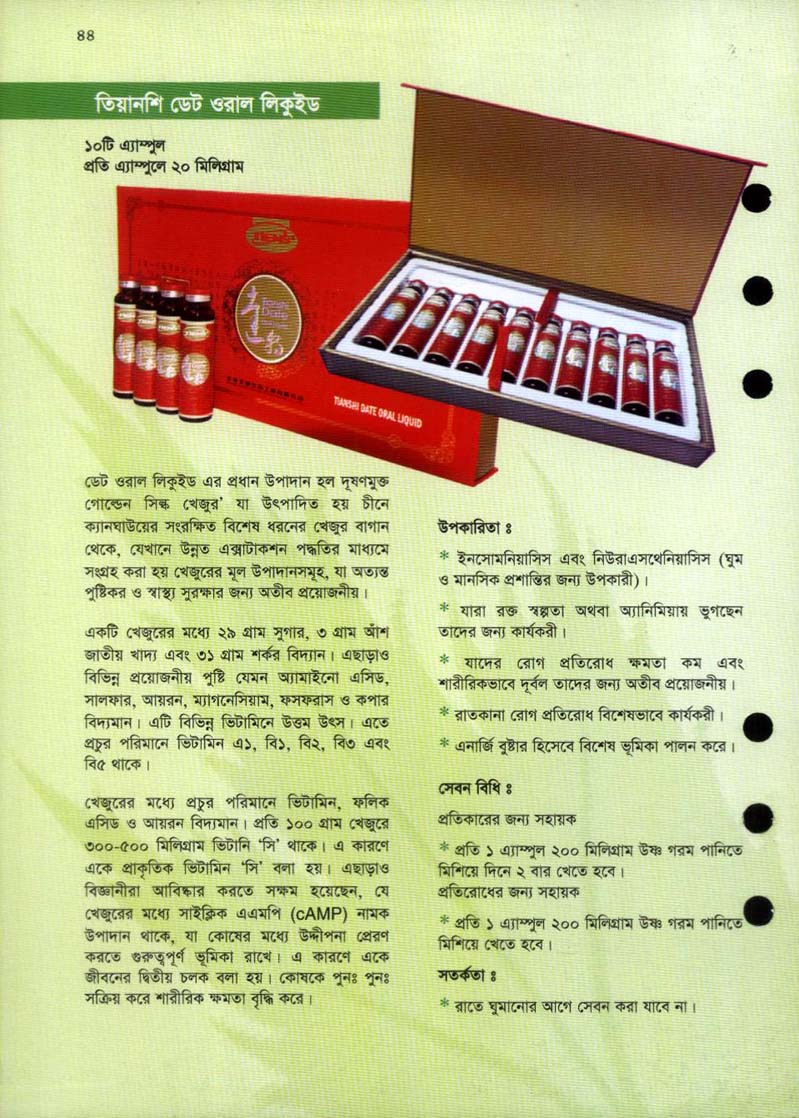 ৪৪
তিয়ানশি ডেট ওরাল লিকুইড
১০টি এ্যাম্পুল
প্রতি এ্যাম্পুলে ২০ মিলিগ্রাম
TIENS
TIANSHI DATE ORAL LIQUID
ডেট ওরাল লিকুইড এর প্রধান উপাদান হল দূষণমুক্ত
গোল্ডেন সিল্ক খেজুর’ যা উৎপাদিত হয় চীনে
ক্যানঘাউয়ের সংরক্ষিত বিশেষ ধরনের খেজুর বাগান
থেকে, যেখানে উন্নত এক্সাটাকশন পদ্ধতির মাধ্যমে
সংগ্রহ করা হয় খেজুরের মূল উপাদানসমূহ, যা অত্যন্ত
পুষ্টিকর ও স্বাস্থ্য সুরক্ষার জন্য অতীব প্রয়োজনীয়।
একটি খেজুরের মধ্যে ২৯ গ্রাম সুগার, ৩ গ্রাম আঁশ
জাতীয় খাদ্য এবং ৩১ গ্রাম শর্কর বিদ্যান। এছাড়াও
বিভিন্ন প্রয়োজনীয় পুষ্টি যেমন অ্যামাইনো এসিড,
সালফার, আয়রন, ম্যাগনেসিয়াম, ফসফরাস ও কপার
বিদ্যমান। এটি বিভিন্ন ভিটামিনে উত্তম উৎস। এতে
প্রচুর পরিমানে ভিটামিন এ১, বি১, বি২, বি৩ এবং
বি৫ থাকে।
খেজুরের মধ্যে প্রচুর পরিমানে ভিটামিন, ফলিক
এসিড ও আয়রন বিদ্যমান। প্রতি ১০০ গ্রাম খেজুরে
৩০০-৫০০ মিলিগ্রাম ভিটানি ‘সি’ থাকে। এ কারণে
একে প্রাকৃতিক ভিটামিন ‘সি’ বলা হয়। এছাড়াও
বিজ্ঞানীরা আবিষ্কার করতে সক্ষম হয়েছেন, যে
খেজুরের মধ্যে সাইক্লিক এএমপি (cAMP) নামক
উপাদান থাকে, যা কোষের মধ্যে উদ্দীপনা প্রেরণ
করতে গুরুত্বপূর্ণ ভূমিকা রাখে। এ কারণে একে
জীবনের দ্বিতীয় চলক বলা হয়। কোষকে পুনঃ পুনঃ
সক্রিয় করে শারীরিক ক্ষমতা বৃদ্ধি করে।
উপকারিতা ঃ
* ইনসোমনিয়াসিস এবং নিউরাএসথেনিয়াসিস (ঘুম
ও মানসিক প্রশান্তির জন্য উপকারী)।
* যারা রক্ত স্বল্পতা অথবা অ্যানিমিয়ায় ভুগছেন
তাদের জন্য কার্যকরী।
* যাদের রোগ প্রতিরোধ ক্ষমতা কম এবং
শারীরিকভাবে দূর্বল তাদের জন্য অতীব প্রয়োজনীয়।
* রাতকানা রোগ প্রতিরোধ বিশেষভাবে কার্যকরী।
* এনার্জি বুষ্টার হিসেবে বিশেষ ভূমিকা পালন করে।
সেবন বিধি ঃ
প্রতিকারের জন্য সহায়ক
* প্রতি ১ এ্যাম্পুল ২০০ মিলিগ্রাম উষ্ণ গরম পানিতে
মিশিয়ে দিনে ২ বার খেতে হবে।
প্রতিরোধের জন্য সহায়ক
* প্রতি ১ এ্যাম্পুল ২০০ মিলিগ্রাম উষ্ণ গরম পানিতে
মিশিয়ে খেতে হবে।
সতর্কতা ঃ
* রাতে ঘুমানোর আগে সেবন করা যাবে না।